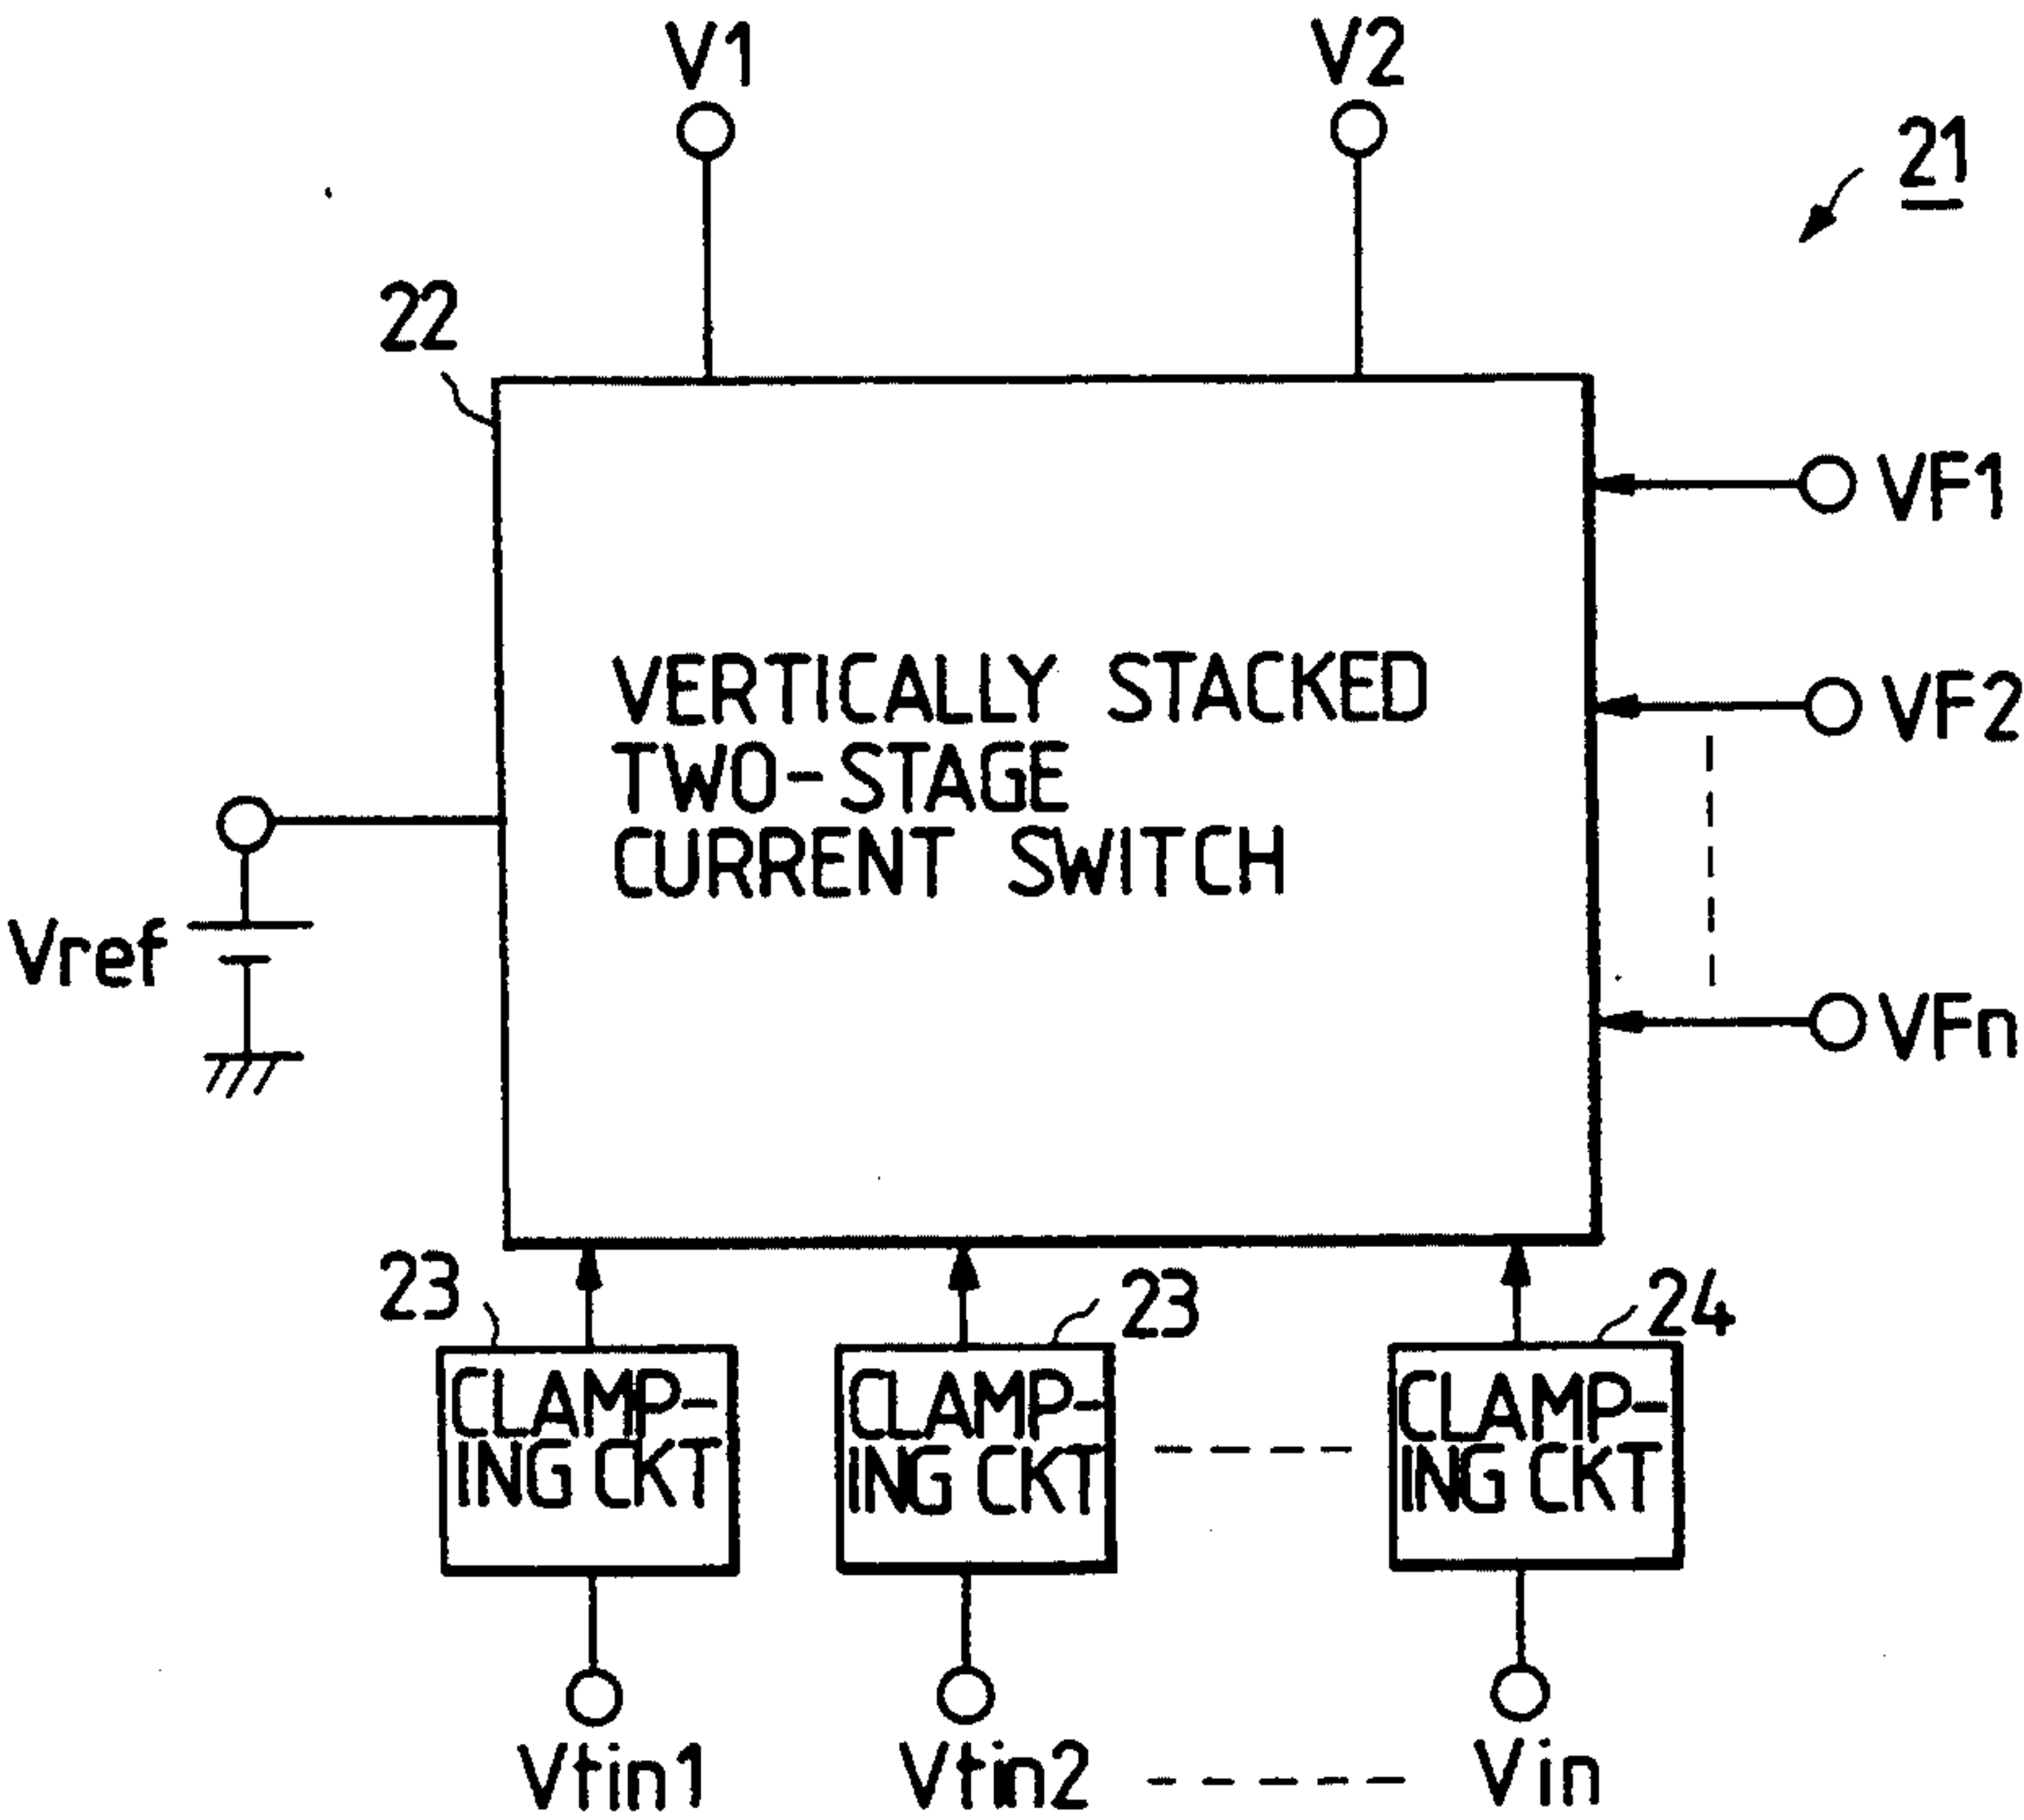 V1
V2
21
22
VF1
VERTICALLY STACKED
TWO-STAGE
CURRENT SWITCH
VF2
Vref
VFn
23
23
24
CLAMP-
ING CKT
CLAMP-
ING CKT
CLAMP-
ING CKT
Vtin1
Vtin2
Vin